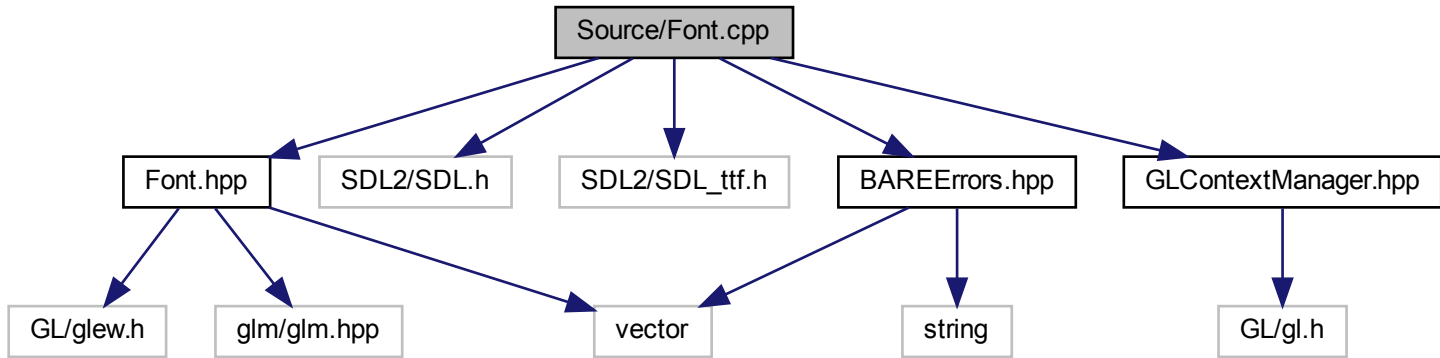 Source/Font.cpp
Font.hpp
SDL2/SDL.h
SDL2/SDL_ttf.h
BAREErrors.hpp
GLContextManager.hpp
GL/glew.h
glm/glm.hpp
vector
string
GL/gl.h